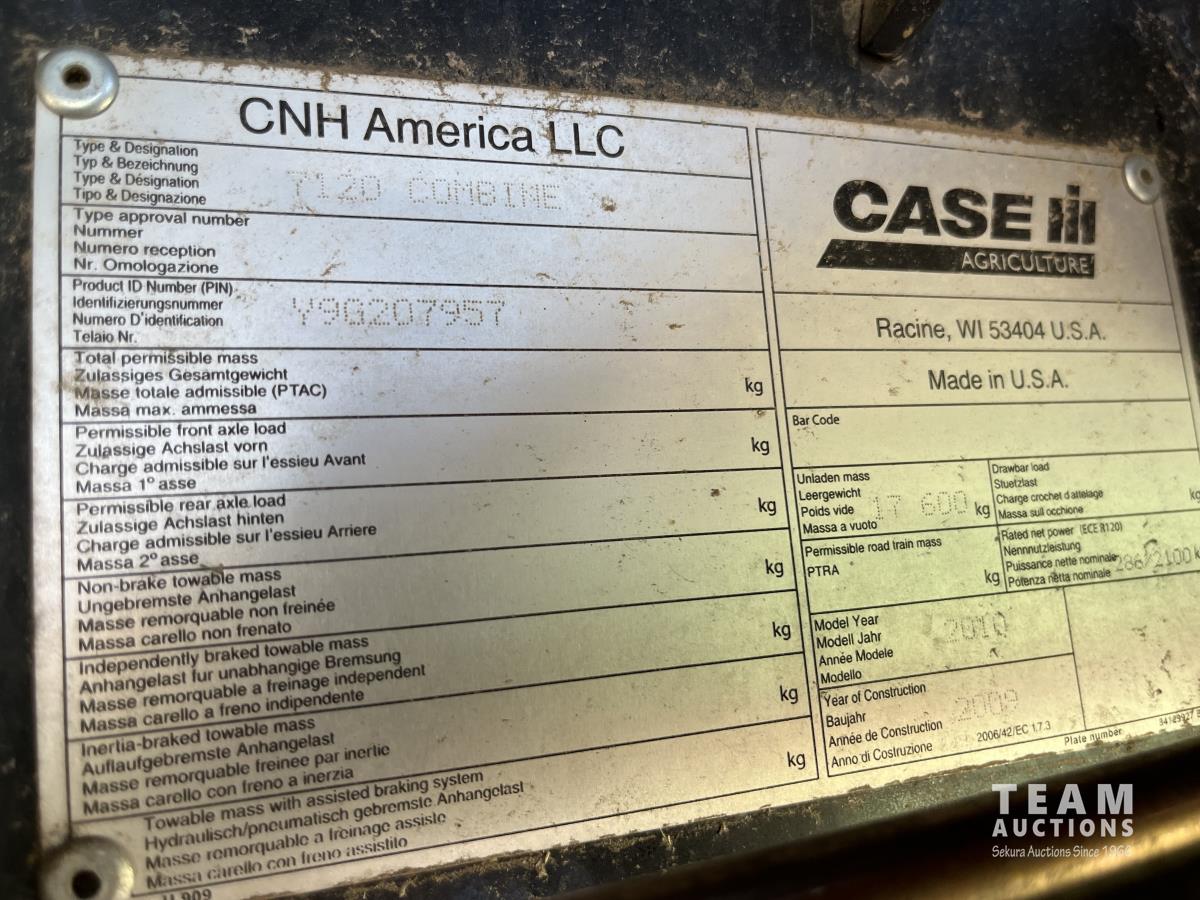 CNH America LLC
Type & Designation
Typ & Bezeichnung
Type & Désignation
Tipo & Designazione
7120 COMBINE
Type approval number
Nummer
Numero reception
Nr. Omologazione
Product ID Number (PIN)
Identifizierungsnummer
Numero D'identification
Telaio Nr.
Y9G207957
Total permissible mass
Zulassiges Gesamtgewicht
Masse totale admissible (PTAC)
Massa max. ammessa
kg
Permissible front axle load
Zulassige Achslast vorn
Charge admissible sur l'essieu Avant
Massa 1° asse
kg
Permissible rear axle load
Zulassige Achslast hinten
Charge admissible sur l'essieu Arriere
Massa 2° asse
kg
Non-brake towable mass
Ungebremste Anhangelast
Masse remorquable non freinée
Massa carello non frenato
kg
Independently braked towable mass
Anhangelast fur unabhangige Bremsung
Masse remorquable a freinage independent
Massa carello a freno indipendente
kg
Inertia-braked towable mass
Auflaufgebremste Anhangelast
Masse remorquable freinee par inertie
Massa carello con freno a inerzia
kg
Towable mass with assisted braking system
Hydraulisch/pneumatisch gebremste Anhangelast
Masse remorquable a freinage assiste
Massa carello con freno assistito
kg
CASE IH
AGRICULTURE
Racine, WI 53404 U.S.A.
Made in U.S.A.
Bar Code
Unladen mass
Leergewicht
Poids vide
Massa a vuoto
17 600 kg
Drawbar load
Stuetzlast
Charge crochet d attelage
Massa sull occhione
kg
Permissible road train mass
PTRA
kg
Rated net power (ECE R120)
Nennnutzleistung
Puissance nette nominale
Potenza netta nominale
286/2100
Model Year
Modell Jahr
Année Modele
Modello
2010
Year of Construction
Baujahr
Année de Construction
Anno di Costruzione
2009
2006/42/EC 1.7.3
Plate number
TEAM
AUCTIONS
Sekura Auctions Since 1966